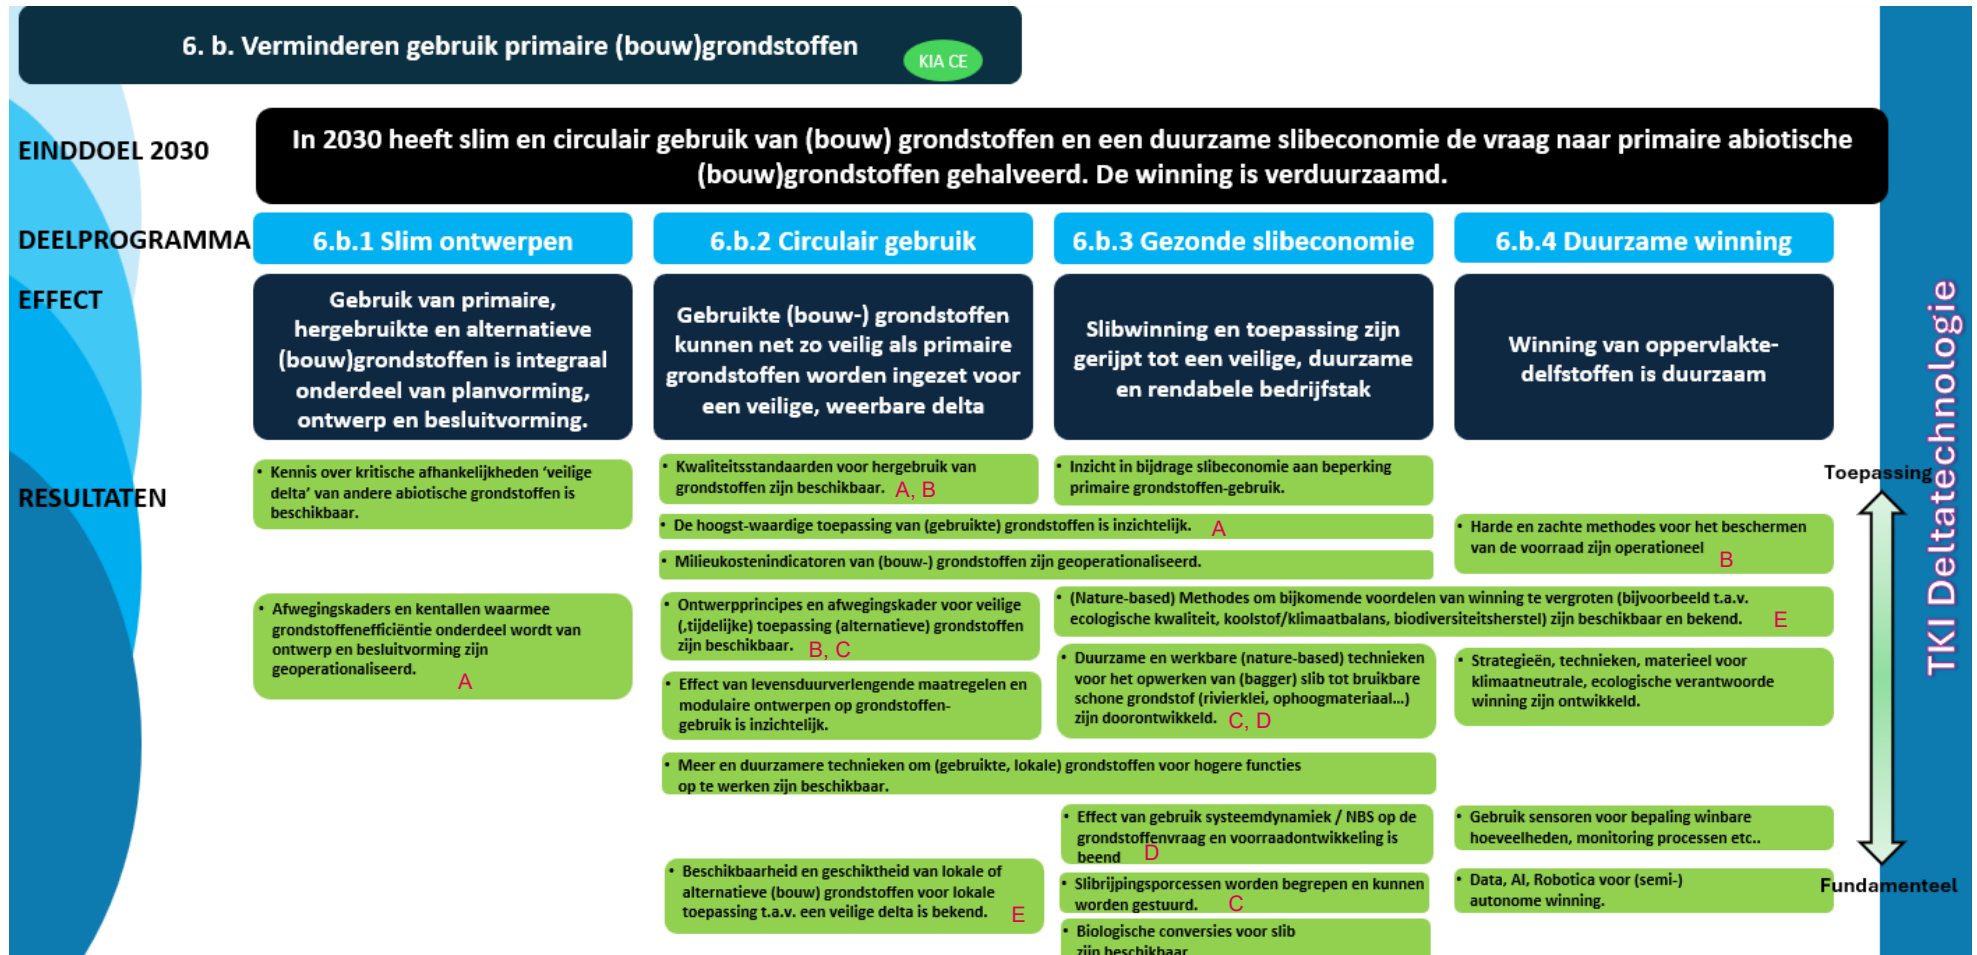 6. b. Verminderen gebruik primaire (bouw)grondstoffen
KIA CE
EINDDOEL 2030
In 2030 heeft slim en circulair gebruik van (bouw) grondstoffen en een duurzame slibeconomie de vraag naar primaire abiotische
(bouw)grondstoffen gehalveerd. De winning is verduurzaamd.
DEELPROGRAMMA
6.b.1 Slim ontwerpen
6.b.2 Circulair gebruik
6.b.3 Gezonde slibeconomie
6.b.4 Duurzame winning
EFFECT
Gebruik van primaire,
hergebruikte en alternatieve
(bouw)grondstoffen is integraal
onderdeel van planvorming,
ontwerp en besluitvorming.
Gebruikte (bouw-) grondstoffen
kunnen net zo veilig als primaire
grondstoffen worden ingezet voor
een veilige, weerbare delta
Slibwinning en toepassing zijn
gerijpt tot een veilige, duurzame
en rendabele bedrijfstak
Winning van oppervlakte-
delfstoffen is duurzaam
RESULTATEN
• Kennis over kritische afhankelijkheden ‘veilige
delta’ van andere abiotische grondstoffen is
beschikbaar.
• Afwegingskaders en kentallen waarmee
grondstoffenefficiëntie onderdeel wordt van
ontwerp en besluitvorming zijn
geoperationaliseerd.
A
• Kwaliteitsstandaarden voor hergebruik van
grondstoffen zijn beschikbaar. A, B
• Inzicht in bijdrage slibeconomie aan beperking
primaire grondstoffen-gebruik.
• De hoogst-waardige toepassing van (gebruikte) grondstoffen is inzichtelijk. A
• Milieukostenindicatoren van (bouw-) grondstoffen zijn geoperationaliseerd.
• Harde en zachte methodes voor het beschermen
van de voorraad zijn operationeel
B
• Ontwerpprincipes en afwegingskader voor veilige
(,tijdelijke) toepassing (alternatieve) grondstoffen
zijn beschikbaar. B, C
• (Nature-based) Methodes om bijkomende voordelen van winning te vergroten (bijvoorbeeld t.a.v.
ecologische kwaliteit, koolstof/klimaatbalans, biodiversiteitsherstel) zijn beschikbaar en bekend. E
• Effect van levensduurverlengende maatregelen en
modulaire ontwerpen op grondstoffen-
gebruik is inzichtelijk.
• Duurzame en werkbare (nature-based) technieken
voor het opwerken van (bagger) slib tot bruikbare
schone grondstof (rivierklei, ophoogmateriaal...)
zijn doorontwikkeld. C, D
• Strategieën, technieken, materieel voor
klimaatneutrale, ecologische verantwoorde
winning zijn ontwikkeld.
• Meer en duurzamere technieken om (gebruikte, lokale) grondstoffen voor hogere functies
op te werken zijn beschikbaar.
• Effect van gebruik systeemdynamiek / NBS op de
grondstoffenvraag en voorraadontwikkeling is
beend D
• Gebruik sensoren voor bepaling winbare
hoeveelheden, monitoring processen etc..
• Beschikbaarheid en geschiktheid van lokale of
alternatieve (bouw) grondstoffen voor lokale
toepassing t.a.v. een veilige delta is bekend. E
• Slibrijpingsporcessen worden begrepen en kunnen
worden gestuurd. C
• Data, AI, Robotica voor (semi-)
autonome winning.
• Biologische conversies voor slib
zijn beschikbaar
Toepassing
Fundamenteel
TKI Deltatechnologie